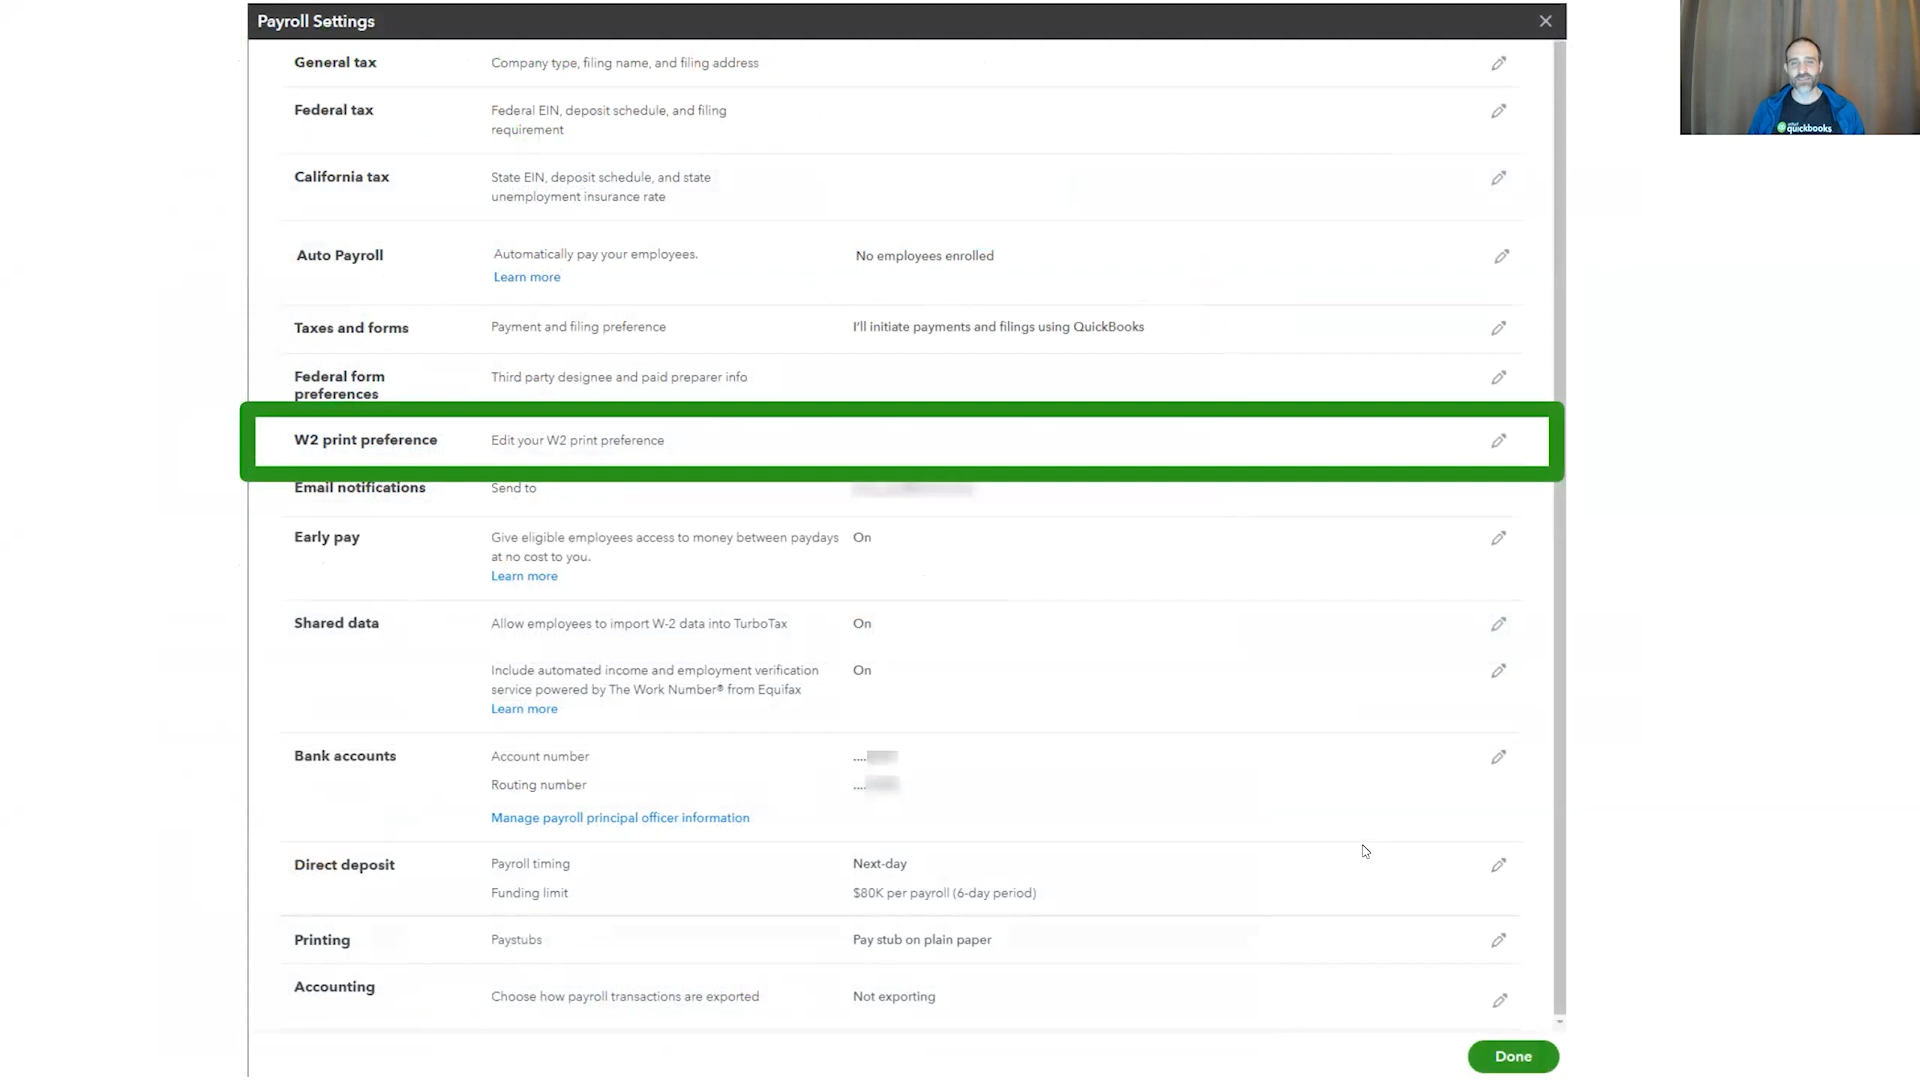 Payroll Settings
General tax
Company type, filing name, and filing address
Federal tax
Federal EIN, deposit schedule, and filing
requirement
California tax
State EIN, deposit schedule, and state
unemployment insurance rate
Auto Payroll
Automatically pay your employees.
No employees enrolled
Learn more
Taxes and forms
Payment and filing preference
I'll initiate payments and filings using QuickBooks
Federal form
preferences
Third party designee and paid preparer info
W2 print preference
Edit your W2 print preference
Email notifications
Send to
Early pay
Give eligible employees access to money between paydays
at no cost to you.
On
Learn more
Shared data
Allow employees to import W-2 data into TurboTax
On
Include automated income and employment verification
service powered by The Work Number® from Equifax
On
Learn more
Bank accounts
Account number
....
Routing number
....
Manage payroll principal officer information
Direct deposit
Payroll timing
Next-day
Funding limit
$80K per payroll (6-day period)
Printing
Paystubs
Pay stub on plain paper
Accounting
Choose how payroll transactions are exported
Not exporting
Done
quickbooks